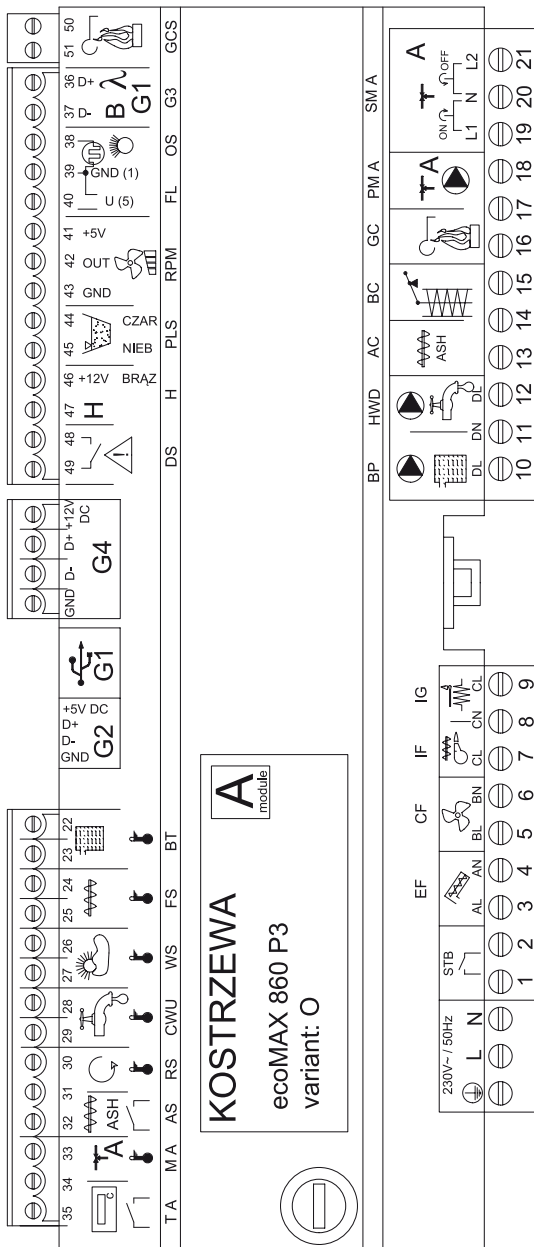 50
51
GCS
36 D+
37 D-
B λ
G1
G3
38
39
GND (1)
40
U (5)
OS
FL
41 +5V
42 OUT
43 GND
RPM
44
45
CZAR
NIEB
PLS
46 +12V BRĄZ
47 H
H
48
49
DS
+12V DC
D+
D-
GND
G4
G1
+5V DC
D+
D-
GND
G2
22
23
BT
24
25
FS
26
27
WS
28
29
CWU
30
RS
31
32
ASH
AS
33
A
M A
34
35
C
T A
KOSTRZEWA
ecoMAX 860 P3
variant: O
A
module
SM A
A
OFF
ON
L2
N
L1
21
20
19
PM A
A
18
17
GC
16
BC
15
14
AC
ASH
13
HWD
DL
12
DN
11
BP
DL
10
IG
CL
9
CN
8
IF
CL
7
CF
BN
6
BL
5
EF
AN
4
AL
3
STB
2
1
230V~ / 50Hz
L N